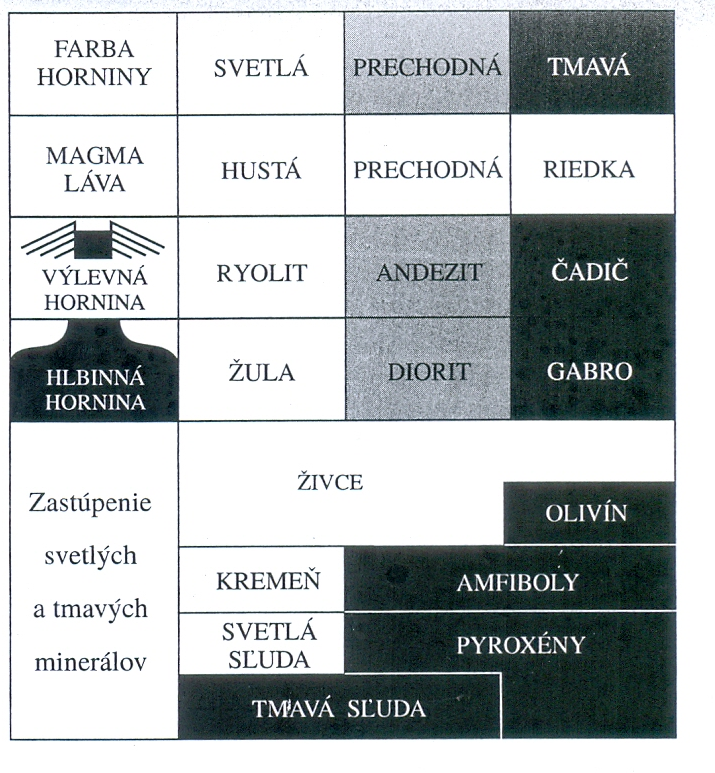 FARBA
HORNINY
SVETLÁ
PRECHODNÁ
TMAVÁ
MAGMA
LÁVA
HUSTÁ
PRECHODNÁ
RIEDKA
VÝLEVNÁ
HORNINA
RYOLIT
ANDEZIT
ČADIČ
HLBINNÁ
HORNINA
ŽULA
DIORIT
GABRO
Zastúpenie
svetlých
a tmavých
minerálov
ŽIVCE
OLIVÍN
KREMEŇ
AMFIBOLY
SVETLÁ
SĽUDA
PYROXÉNY
TMAVÁ SĽUDA